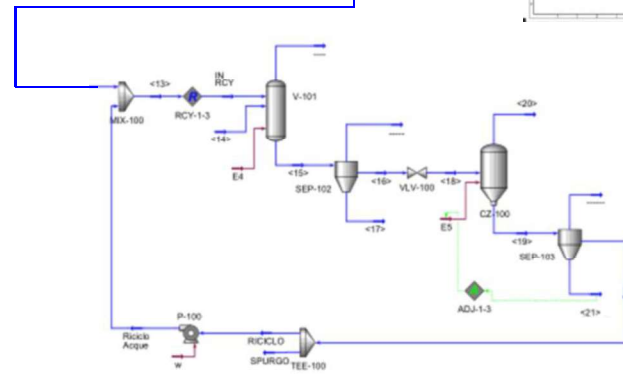 <13>
IN
RCY
V-101
MIX-100
RCY-1-3
<14>
E4
<15>
SEP-102
<16>
VLV-100
<17>
<18>
<20>
CZ-100
E5
<19>
SEP-103
ADJ-1-3
<21>
P-100
Riciclo
Acque
W
RICICLO
SPURGO
TEE-100